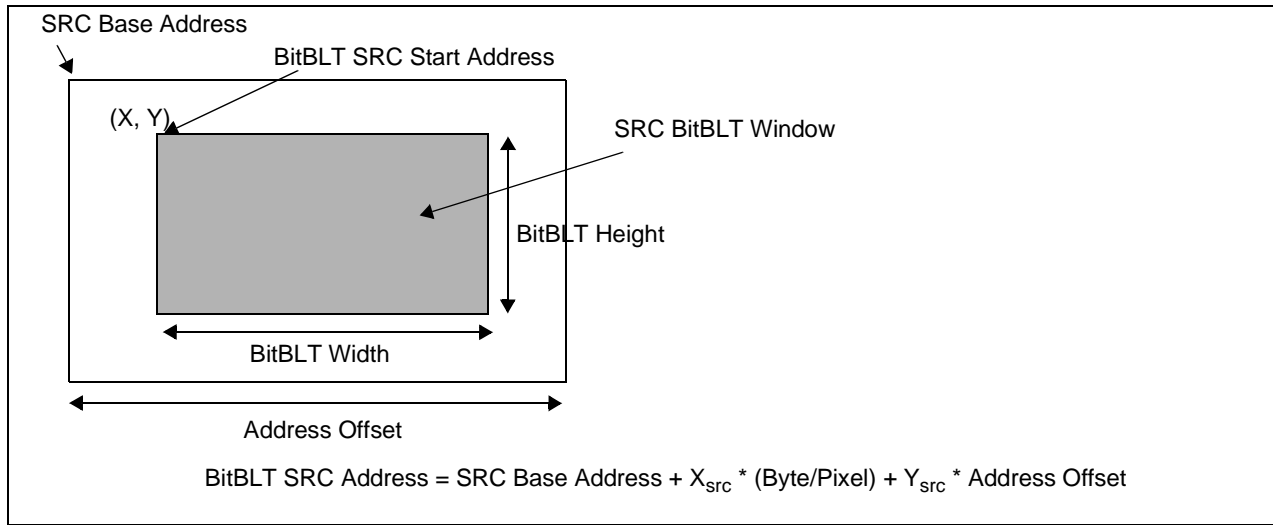 SRC Base Address
BitBLT SRC Start Address
(X, Y)
SRC BitBLT Window
BitBLT Height
BitBLT Width
Address Offset
BitBLT SRC Address = SRC Base Address + Xsrc * (Byte/Pixel) + Ysrc * Address Offset